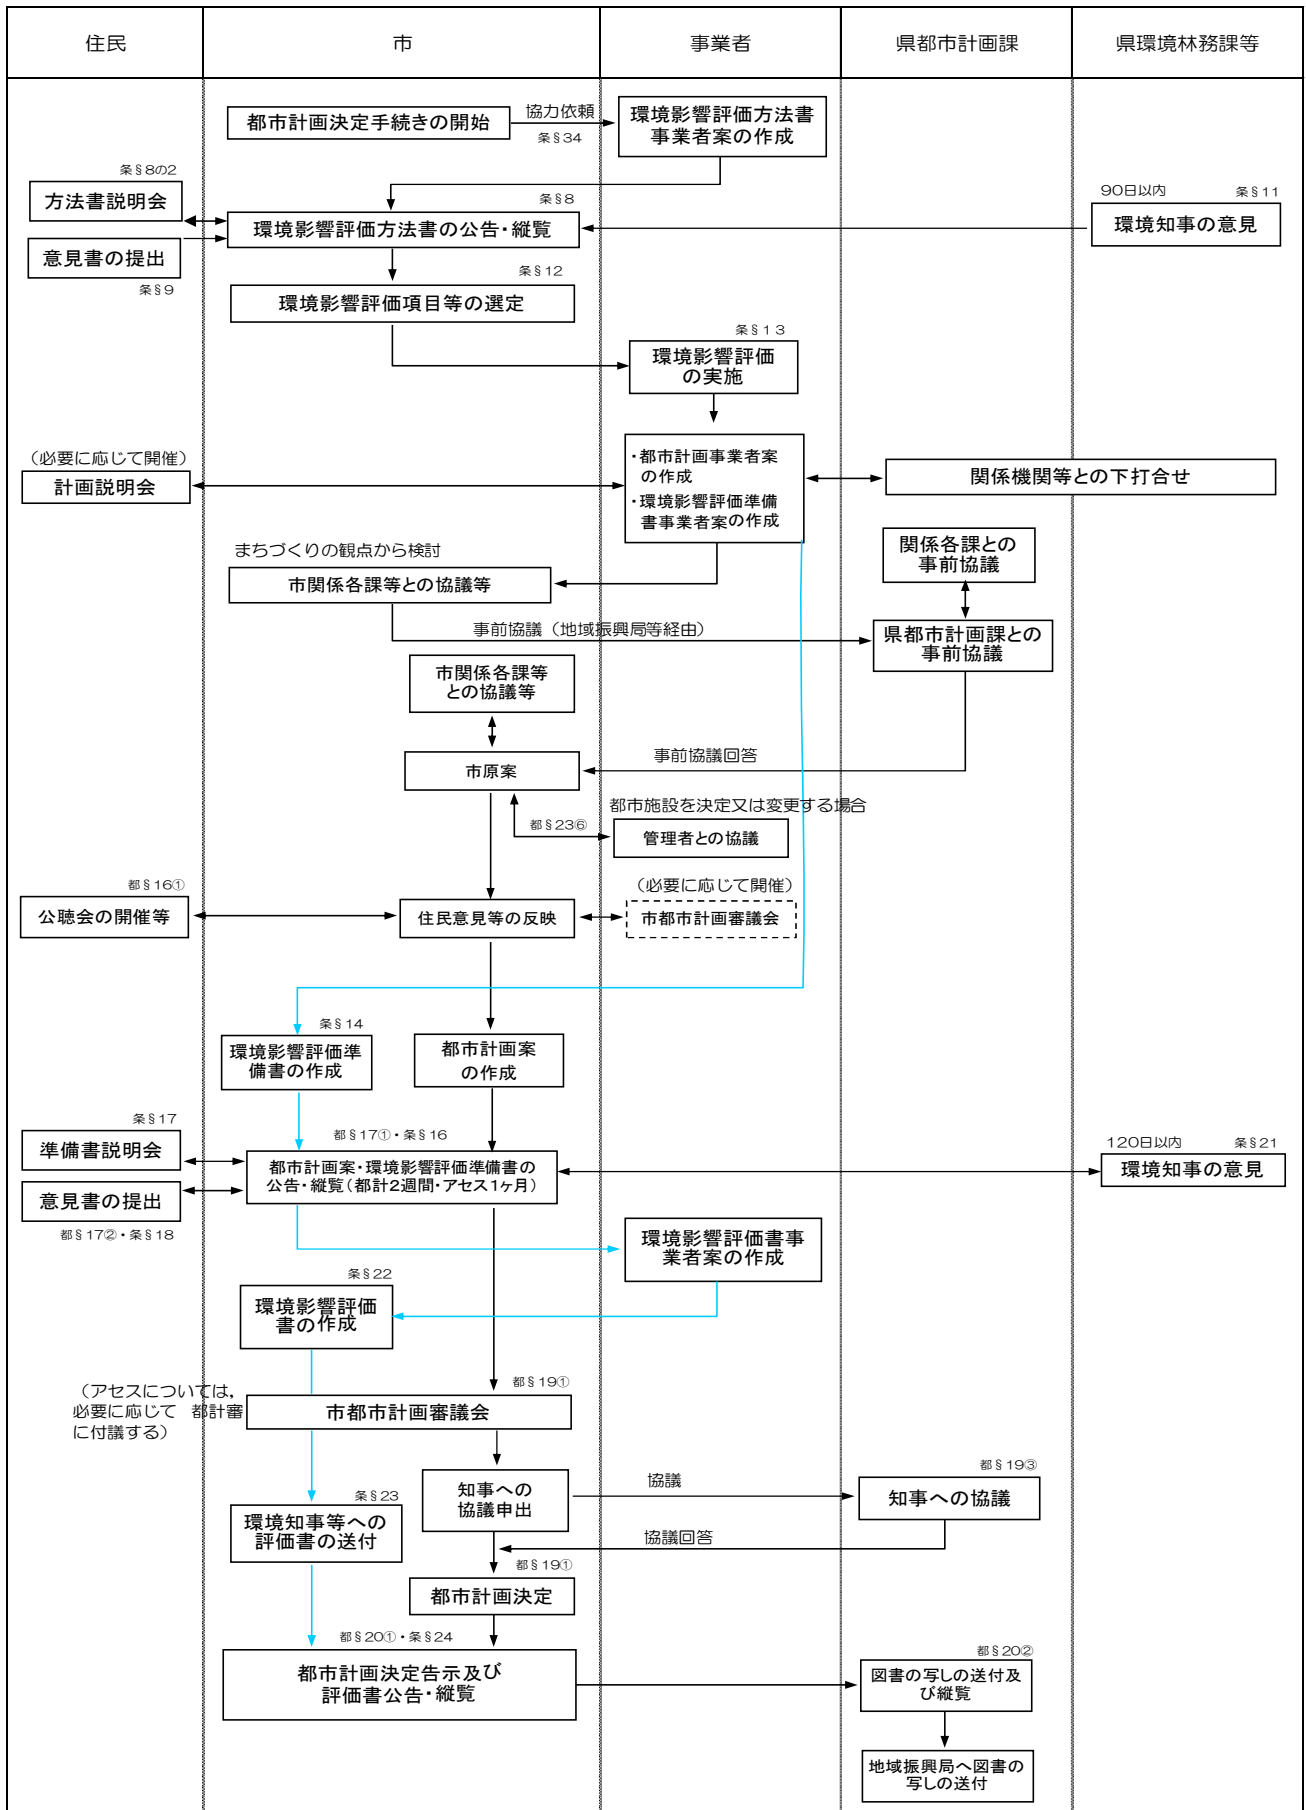 住民
市
事業者
県都市計画課
県環境林務課等
都市計画決定手続きの開始
協力依頼
条§34
環境影響評価方法書
事業者案の作成
条§8の2
方法書説明会
条§8
環境影響評価方法書の公告・縦覧
90日以内
条§11
環境知事の意見
意見書の提出
条§9
条§12
環境影響評価項目等の選定
条§13
環境影響評価
の実施
（必要に応じて開催）
計画説明会
・都市計画事業者案
の作成
・環境影響評価準備
書事業者案の作成
関係機関等との下打合せ
まちづくりの観点から検討
市関係各課等との協議等
関係各課との
事前協議
事前協議（地域振興局等経由）
県都市計画課との
事前協議
市関係各課等
との協議等
市原案
事前協議回答
都市施設を決定又は変更する場合
都§23⑥
管理者との協議
都§16①
公聴会の開催等
住民意見等の反映
（必要に応じて開催）
市都市計画審議会
条§14
環境影響評価準
備書の作成
都市計画案
の作成
条§17
準備書説明会
都§17①・条§16
都市計画案・環境影響評価準備書の
公告・縦覧（都計2週間・アセス1ヶ月）
120日以内
条§21
環境知事の意見
意見書の提出
都§17②・条§18
環境影響評価書事
業者案の作成
条§22
環境影響評価
書の作成
（アセスについては，
必要に応じて　都計審
に付議する）
都§19①
市都市計画審議会
知事への
協議申出
協議
都§19③
知事への協議
条§23
環境知事等への
評価書の送付
協議回答
都§19①
都市計画決定
都§20①・条§24
都市計画決定告示及び
評価書公告・縦覧
都§20②
図書の写しの送付及
び縦覧
地域振興局へ図書の
写しの送付